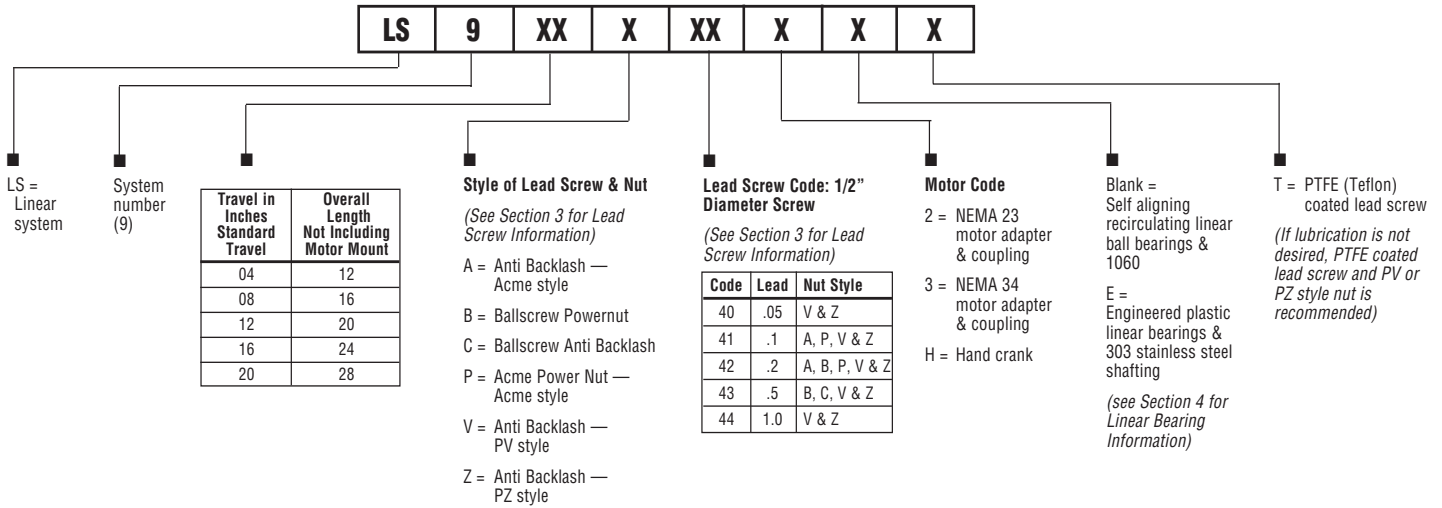 LS 9 XX X XX X X X
LS =
Linear
system
System
number
(9)
Travel in
Inches
Standard
Travel
Overall
Length
Not Including
Motor Mount
04 12
08 16
12 20
16 24
20 28
Style of Lead Screw & Nut
(See Section 3 for Lead
Screw Information)
A = Anti Backlash —
Acme style
B = Ballscrew Powernut
C = Ballscrew Anti Backlash
P = Acme Power Nut —
Acme style
V = Anti Backlash —
PV style
Z = Anti Backlash —
PZ style
Lead Screw Code: 1/2”
Diameter Screw
(See Section 3 for Lead
Screw Information)
Code Lead Nut Style
40 .05 V & Z
41 .1 A, P, V & Z
42 .2 A, B, P, V & Z
43 .5 B, C, V & Z
44 1.0 V & Z
Motor Code
2 = NEMA 23
motor adapter
& coupling
3 = NEMA 34
motor adapter
& coupling
H = Hand crank
Blank =
Self aligning
recirculating linear
ball bearings &
1060
E =
Engineered plastic
linear bearings &
303 stainless steel
shafting
(see Section 4 for
Linear Bearing
Information)
T = PTFE (Teflon)
coated lead screw
(If lubrication is not
desired, PTFE coated
lead screw and PV or
PZ style nut is
recommended)